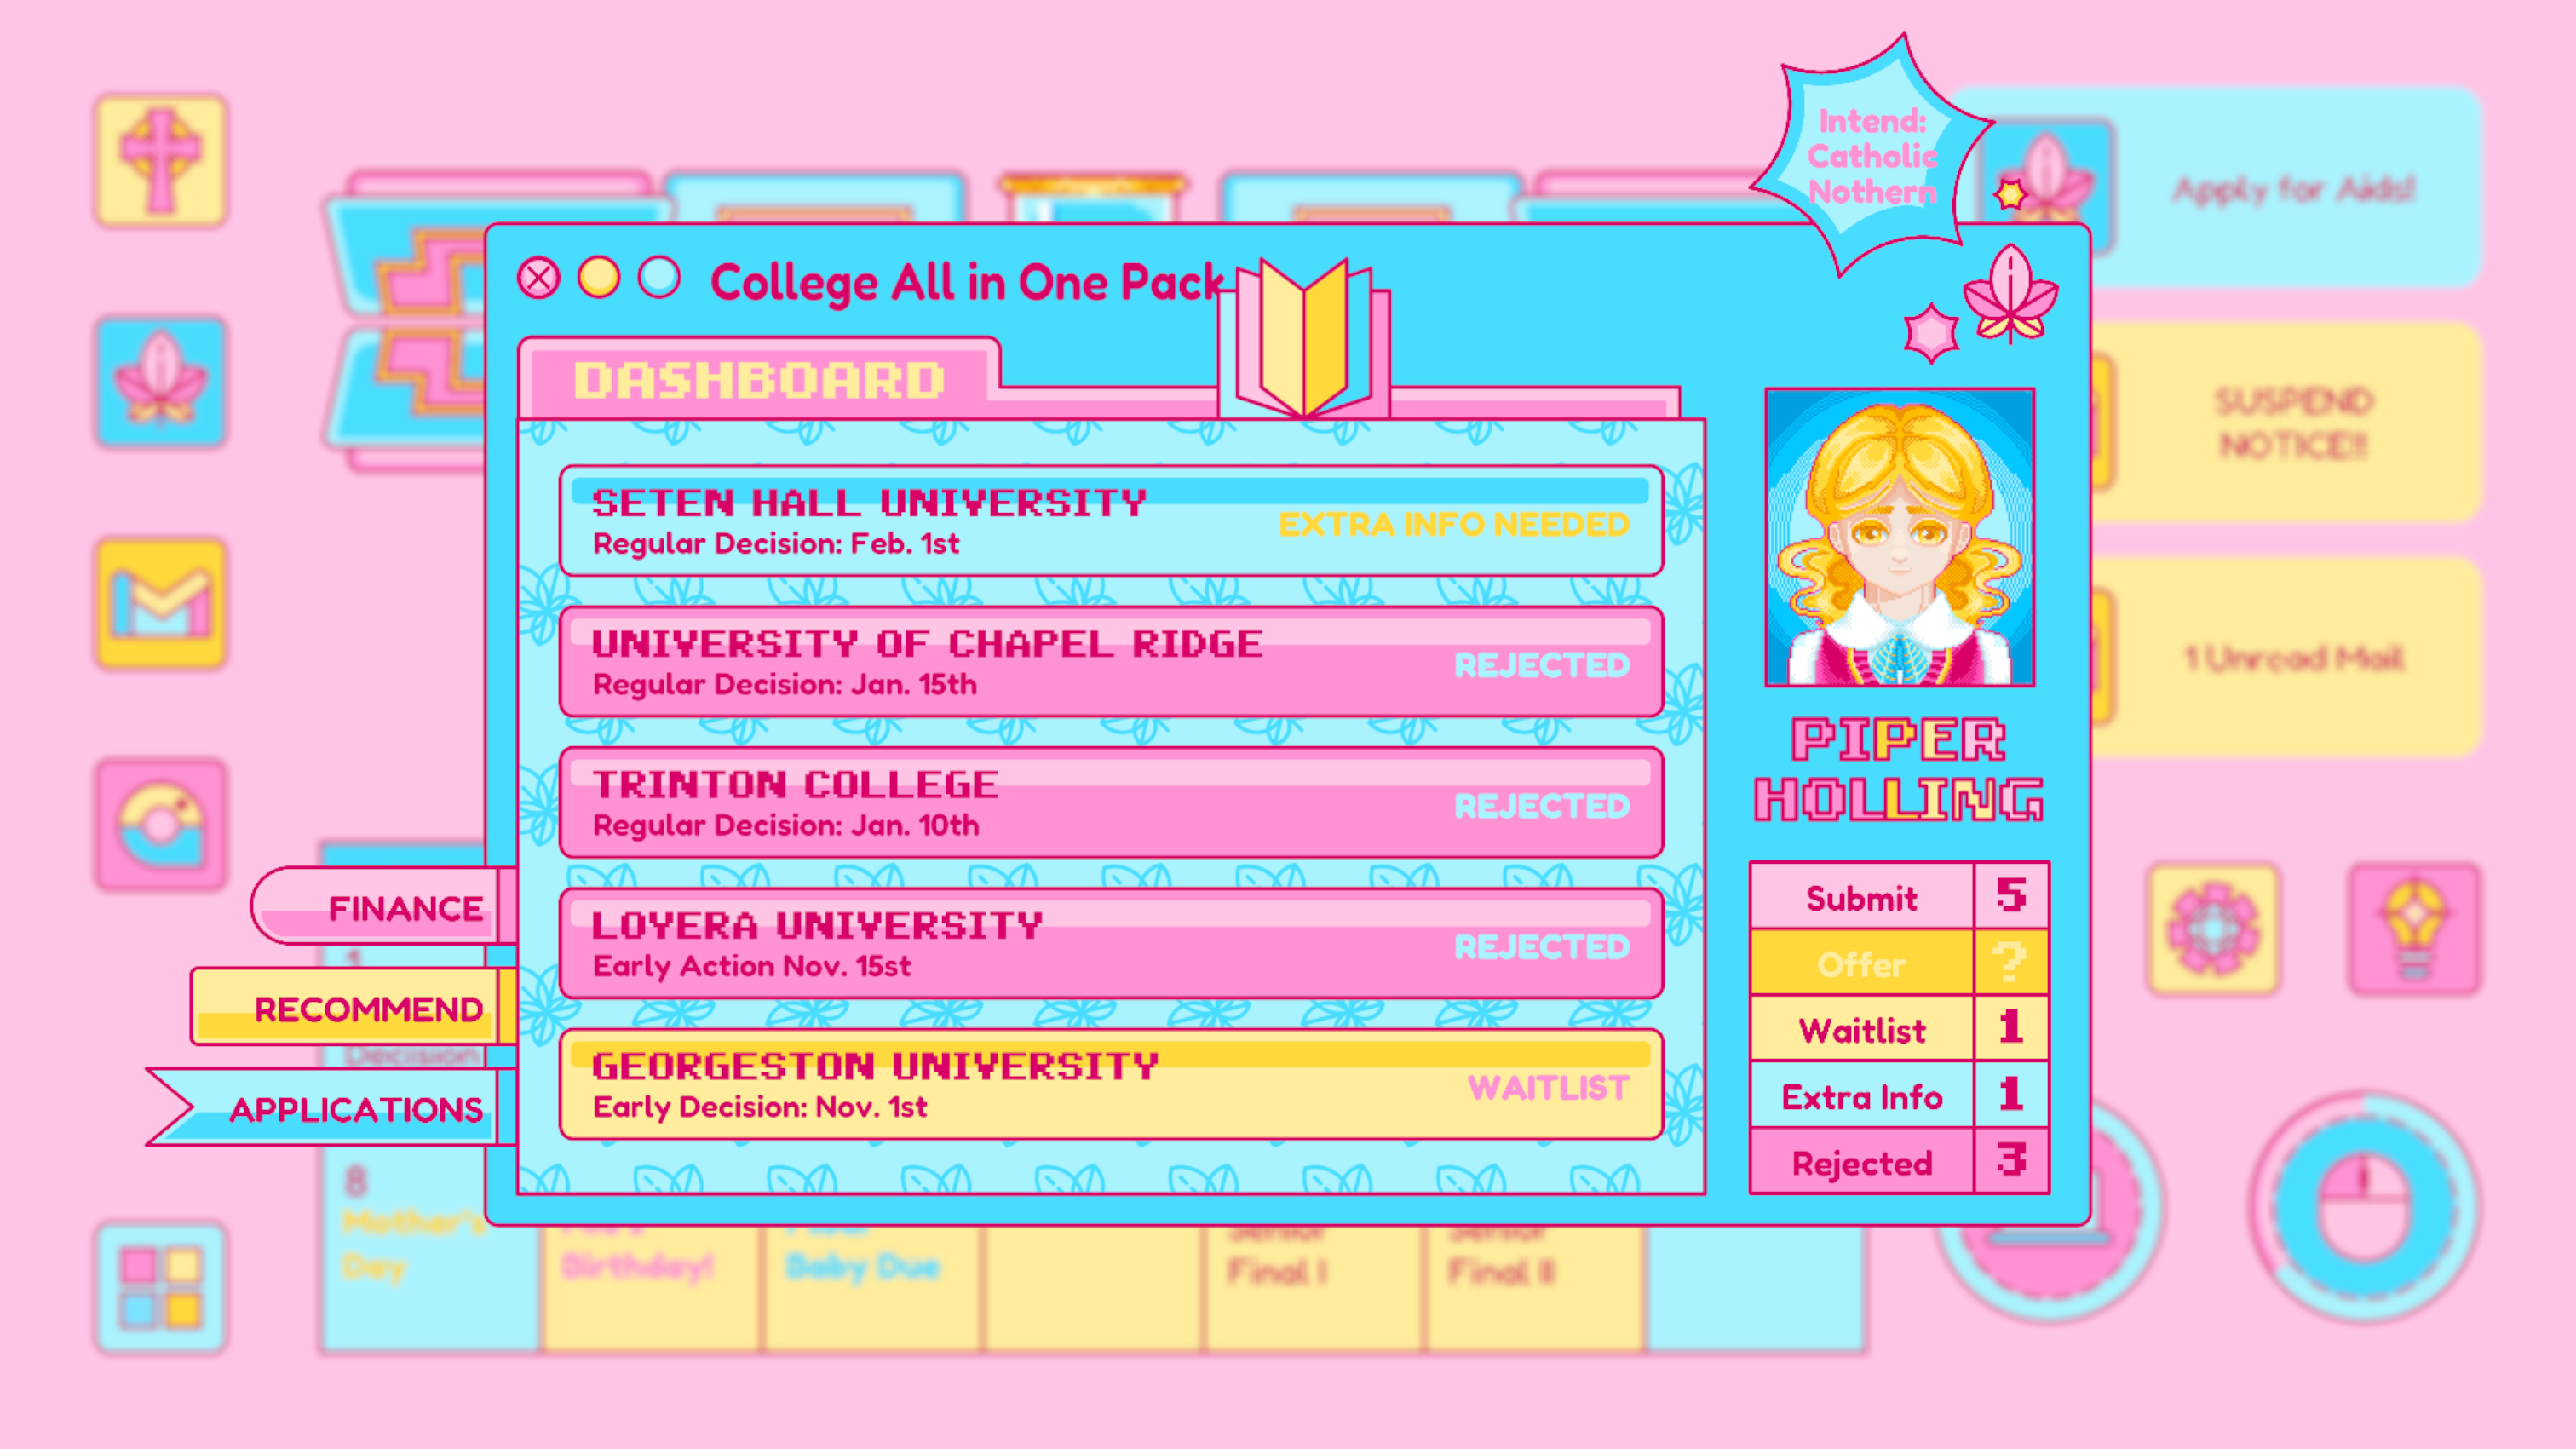 Intend:
Catholic
Nothern
Apply for Aids!
College All in One Pack
DASHBOARD
SUSPEND
NOTICE!!
SETEN HALL UNIVERSITY
EXTRA INFO NEEDED
Regular Decision: Feb. 1st
UNIVERSITY OF CHAPEL RIDGE
REJECTED
Regular Decision: Jan. 15th
1 Unread Mail
PIPER
HOLLING
TRINTON COLLEGE
REJECTED
Regular Decision: Jan. 10th
LOYERA UNIVERSITY
REJECTED
Early Action Nov. 15st
GEORGESTON UNIVERSITY
WAITLIST
Early Decision: Nov. 1st
FINANCE
RECOMMEND
Decision
APPLICATIONS
Submit 5
Offer ?
Waitlist 1
Extra Info 1
Rejected 3
8
Mother's
Day
Birthday!
Baby Due
Senior
Final I
Senior
Final II